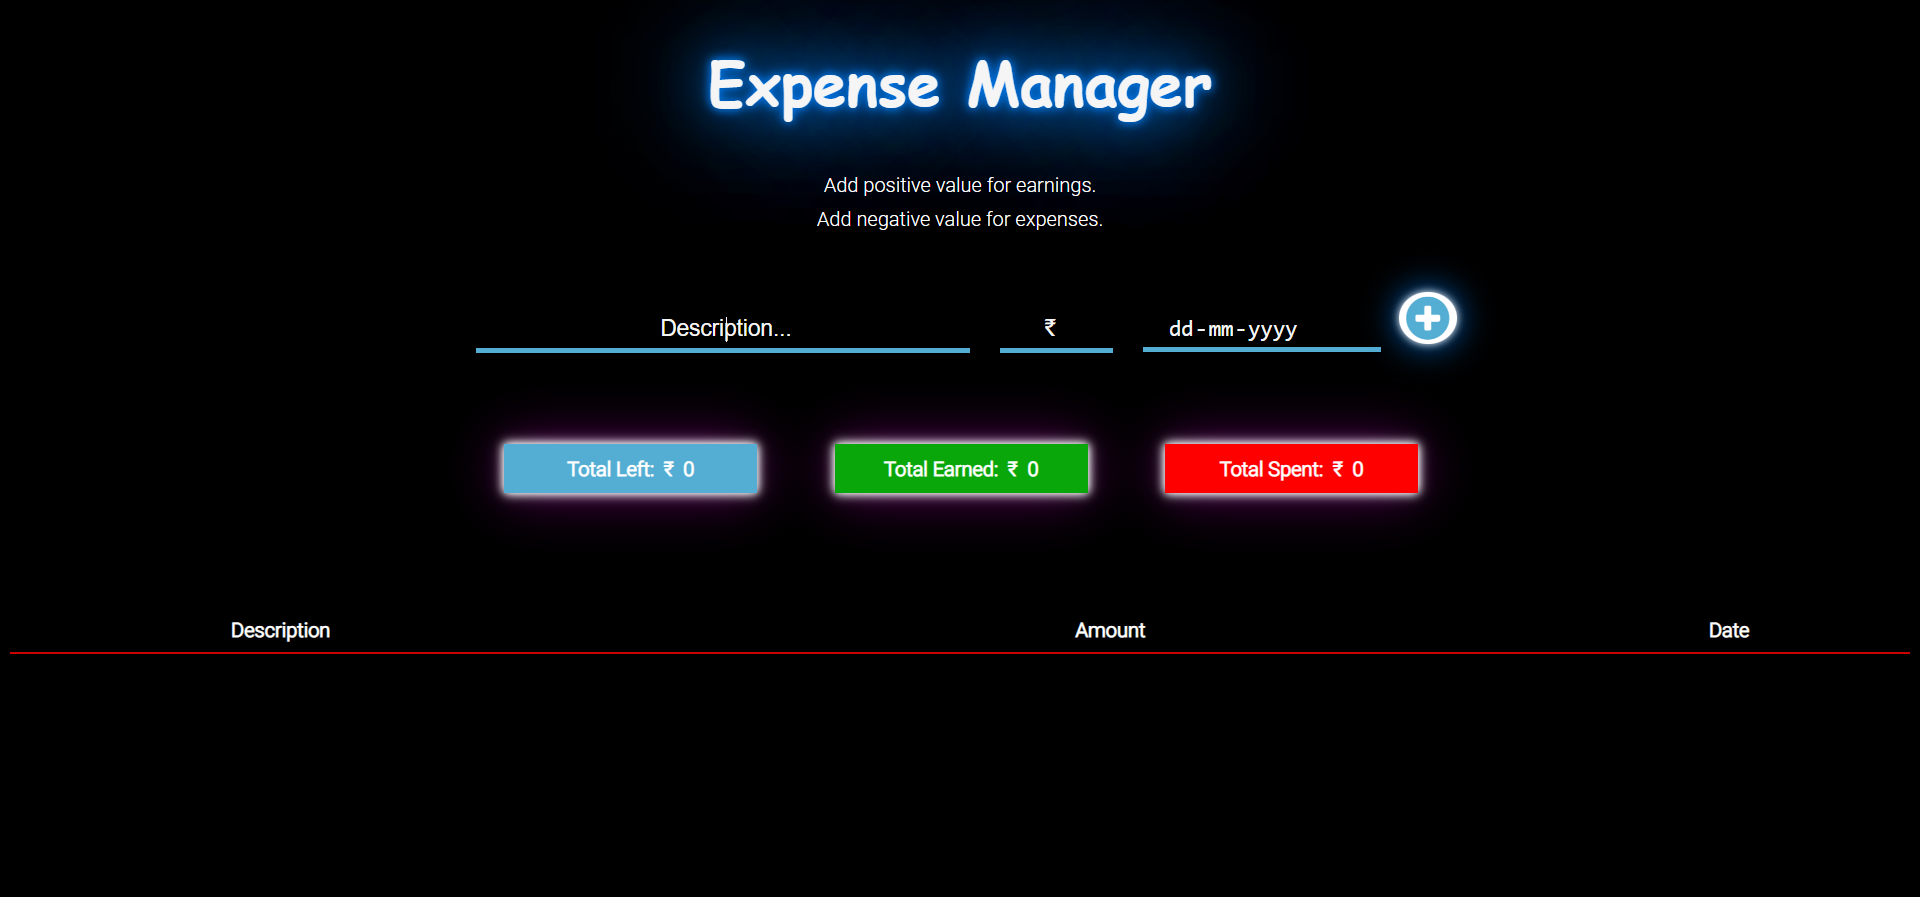 Expense Manager
Add positive value for earnings.
Add negative value for expenses.
Description... ₹ dd-mm-yyyy
Total Left: ₹ 0 Total Earned: ₹ 0 Total Spent: ₹ 0
Description Amount Date